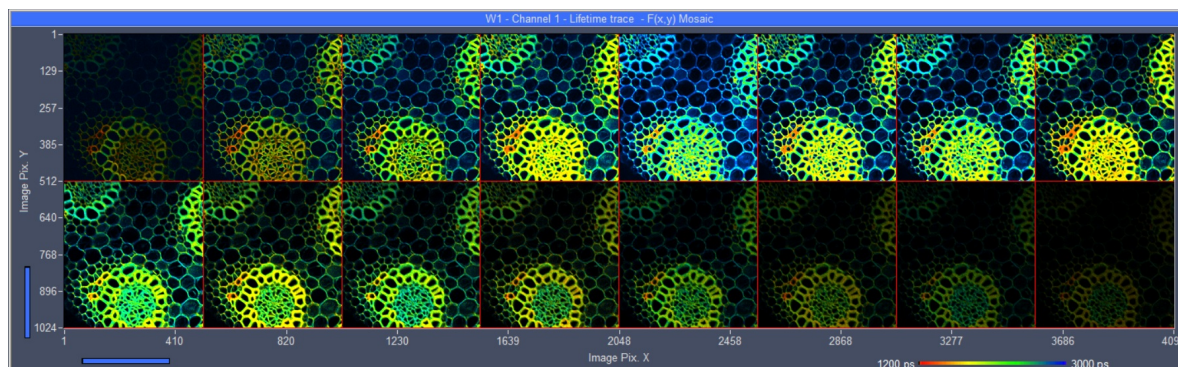 W1 - Channel 1 - Lifetime trace - F(x,y) Mosaic
1
129
257
385
512
640
768
896
1024
Image Pix. Y
1 410 820 1230 1639 2048 2458 2868 3277 3686 409
Image Pix. X
1200 ps 3000 ps